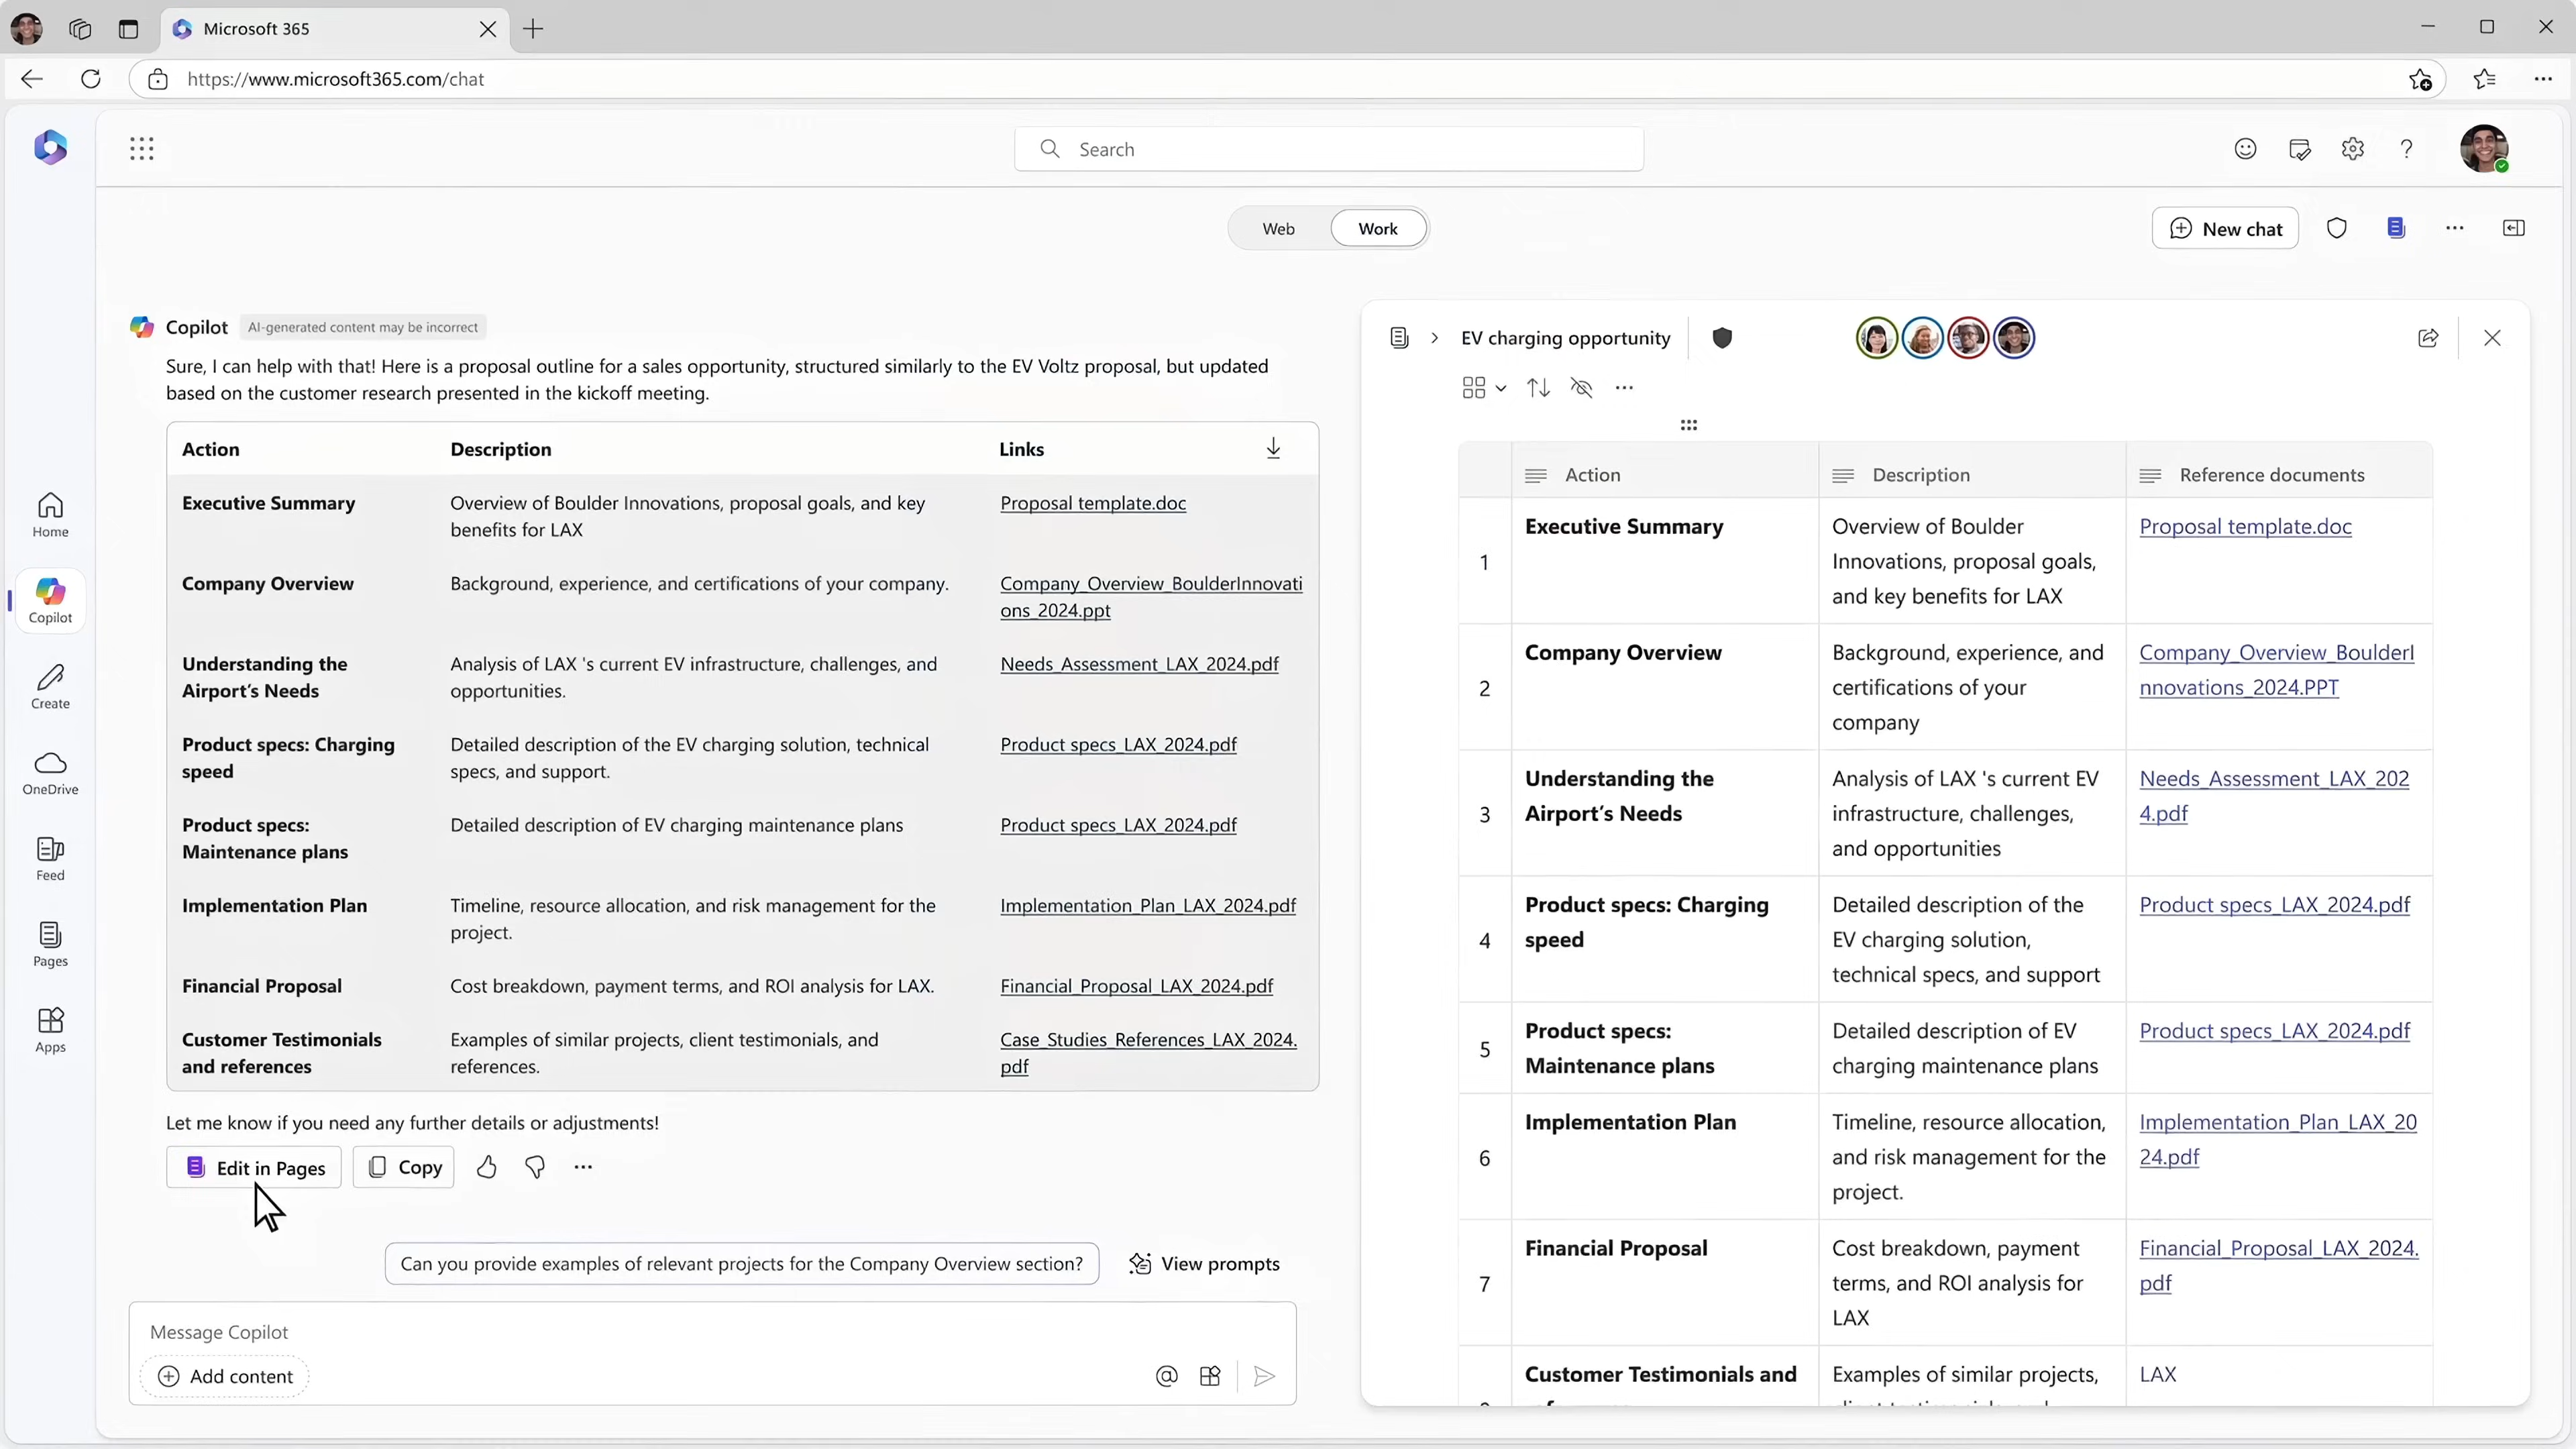 Microsoft 365
https://www.microsoft365.com/chat
Search
Web
Work
New chat
Home
Copilot
Create
OneDrive
Feed
Pages
Apps
Copilot
AI-generated content may be incorrect
Sure, I can help with that! Here is a proposal outline for a sales opportunity, structured similarly to the EV Voltz proposal, but updated
based on the customer research presented in the kickoff meeting.
Action Description Links
Executive Summary
Overview of Boulder Innovations, proposal goals, and key
benefits for LAX
Proposal template.doc
Company Overview
Background, experience, and certifications of your company.
Company_Overview_BoulderInnovati
ons_2024.ppt
Understanding the
Airport's Needs
Analysis of LAX 's current EV infrastructure, challenges, and
opportunities.
Needs_Assessment_LAX_2024.pdf
Product specs: Charging
speed
Detailed description of the EV charging solution, technical
specs, and support.
Product specs_LAX_2024.pdf
Product specs:
Maintenance plans
Detailed description of EV charging maintenance plans
Product specs_LAX_2024.pdf
Implementation Plan
Timeline, resource allocation, and risk management for the
project.
Implementation_Plan_LAX_2024.pdf
Financial Proposal
Cost breakdown, payment terms, and ROI analysis for LAX.
Financial_Proposal_LAX_2024.pdf
Customer Testimonials
and references
Examples of similar projects, client testimonials, and
references.
Case_Studies_References_LAX_2024.
pdf
Let me know if you need any further details or adjustments!
Edit in Pages
Copy
Can you provide examples of relevant projects for the Company Overview section?
View prompts
Message Copilot
Add content
EV charging opportunity
Action Description Reference documents
1
Executive Summary
Overview of Boulder
Innovations, proposal goals,
and key benefits for LAX
Proposal template.doc
2
Company Overview
Background, experience, and
certifications of your
company
Company_Overview_BoulderI
nnovations_2024.PPT
3
Understanding the
Airport's Needs
Analysis of LAX 's current EV
infrastructure, challenges,
and opportunities
Needs_Assessment_LAX_202
4.pdf
4
Product specs: Charging
speed
Detailed description of the
EV charging solution,
technical specs, and support
Product specs_LAX_2024.pdf
5
Product specs:
Maintenance plans
Detailed description of EV
charging maintenance plans
Product specs_LAX_2024.pdf
6
Implementation Plan
Timeline, resource allocation,
and risk management for the
project.
Implementation_Plan_LAX_20
24.pdf
7
Financial Proposal
Cost breakdown, payment
terms, and ROI analysis for
LAX
Financial_Proposal_LAX_2024.
pdf
Customer Testimonials and
Examples of similar projects,
LAX